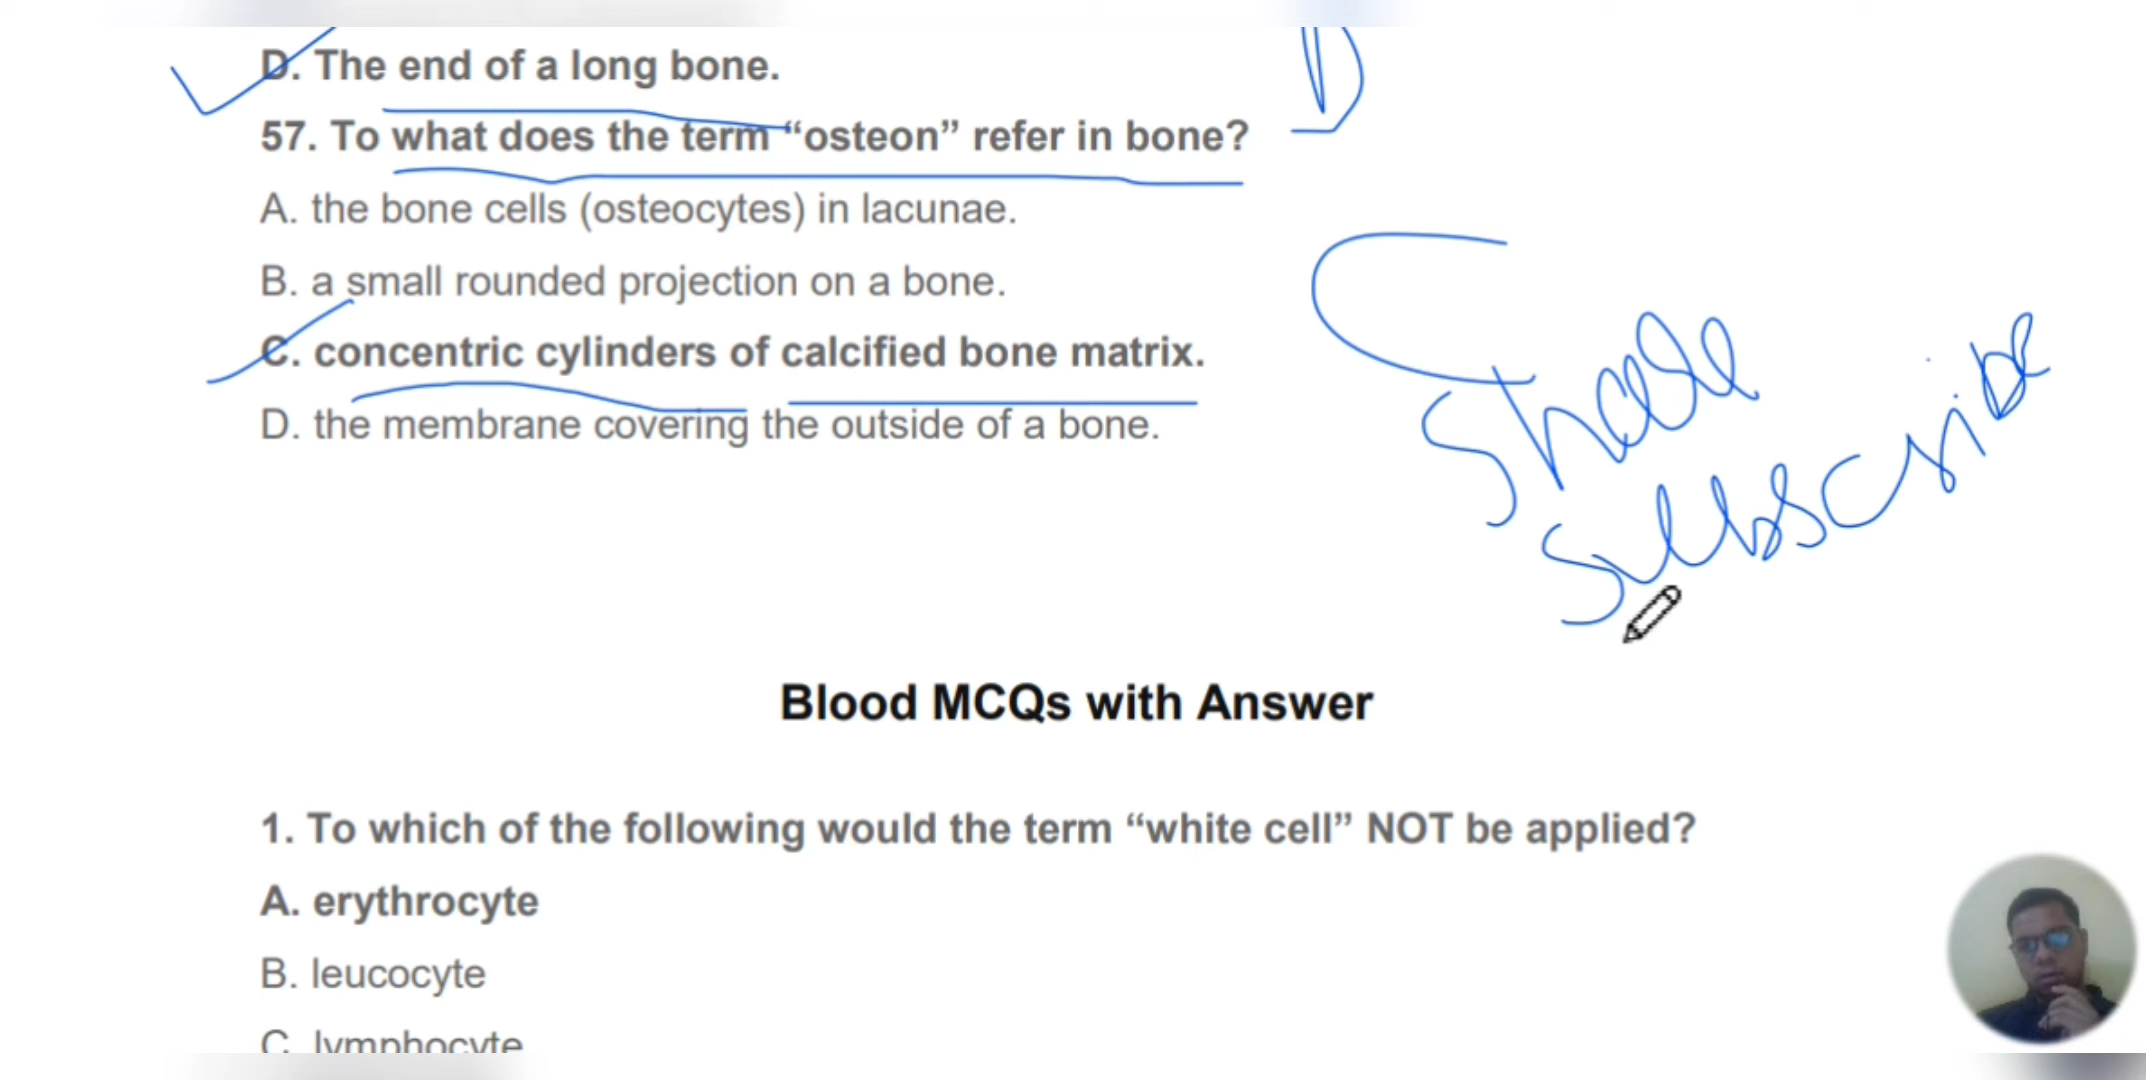 D. The end of a long bone.
57. To what does the term “osteon” refer in bone?
A. the bone cells (osteocytes) in lacunae.
B. a small rounded projection on a bone.
C. concentric cylinders of calcified bone matrix.
D. the membrane covering the outside of a bone.
Share
Subscribe
Blood MCQs with Answer
1. To which of the following would the term “white cell” NOT be applied?
A. erythrocyte
B. leucocyte
C. lymphocyte